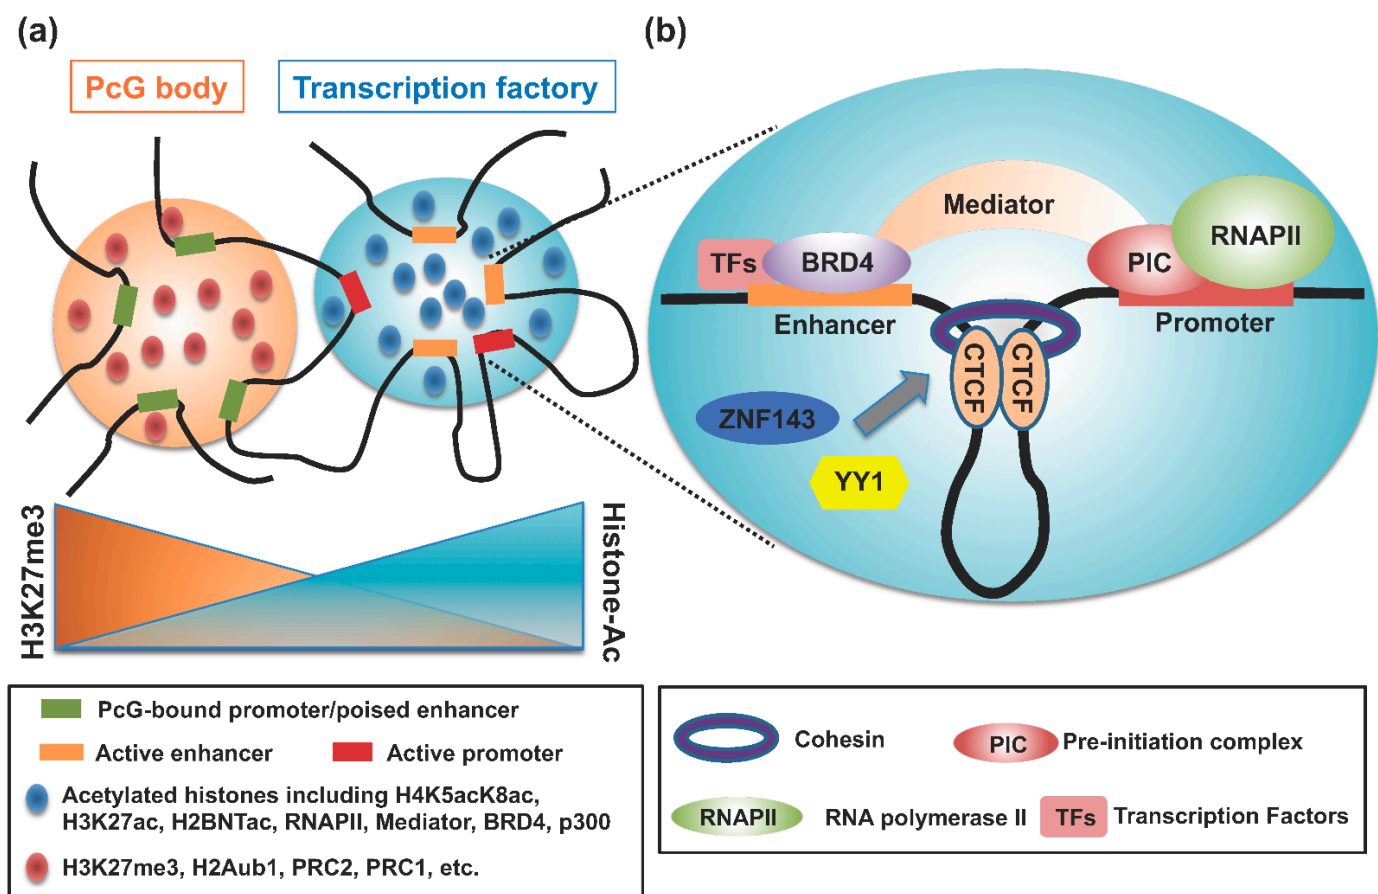 (a)
PcG body
Transcription factory
H3K27me3
Histone-Ac
PcG-bound promoter/poised enhancer
Active enhancer
Active promoter
Acetylated histones including H4K5acK8ac,
H3K27ac, H2BNTac, RNAPII, Mediator, BRD4, p300
H3K27me3, H2Aub1, PRC2, PRC1, etc.
(b)
Mediator
RNAPII
TFs
BRD4
PIC
Enhancer
Promoter
CTCF
CTCF
ZNF143
YY1
Cohesin
PIC
Pre-initiation complex
RNAPII
RNA polymerase II
TFs
Transcription Factors